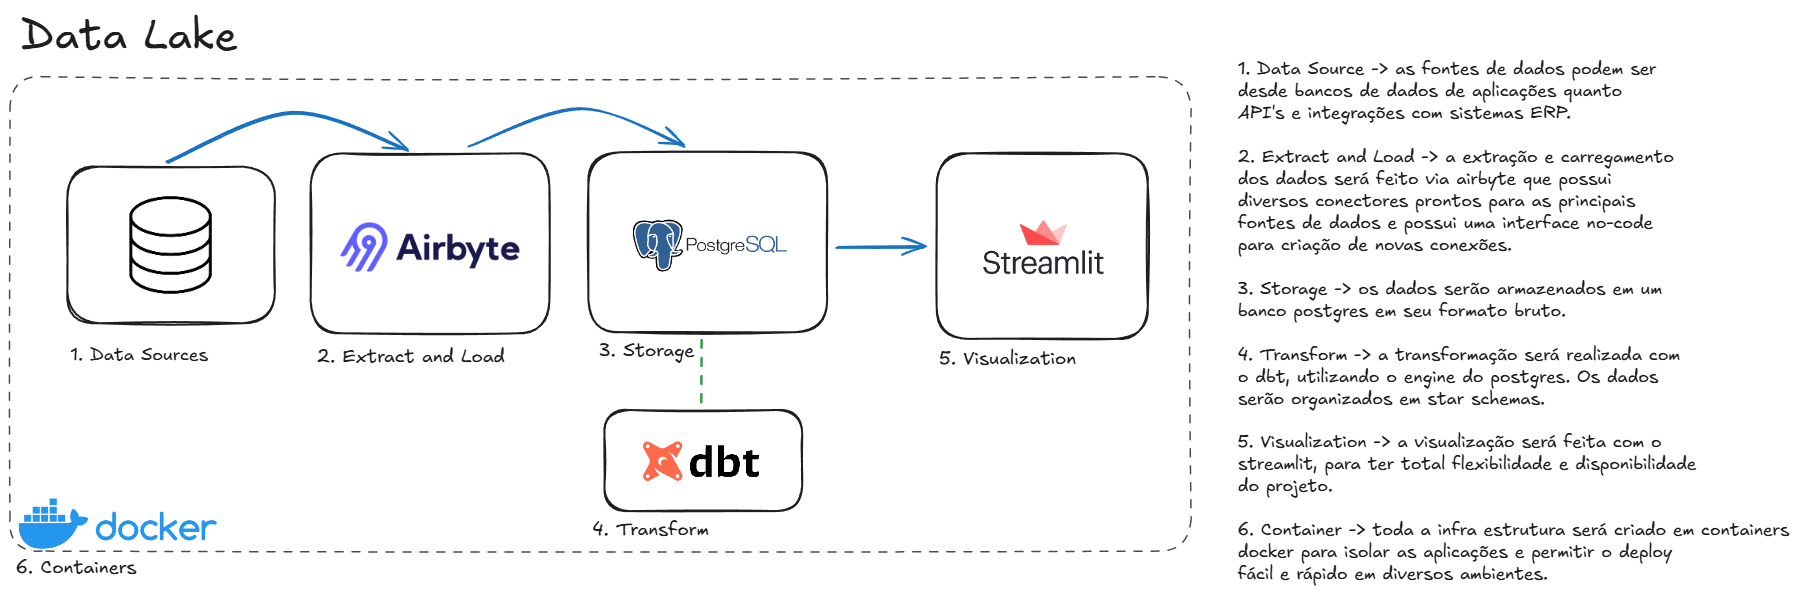 Data Lake
Airbyte
PostgreSQL
Streamlit
1. Data Sources
2. Extract and Load
3. Storage
5. Visualization
dbt
4. Transform
docker
6. Containers
1. Data Source -> as fontes de dados podem ser
desde bancos de dados de aplicações quanto
API's e integrações com sistemas ERP.
2. Extract and Load -> a extração e carregamento
dos dados será feito via airbyte que possui
diversos conectores prontos para as principais
fontes de dados e possui uma interface no-code
para criação de novas conexões.
3. Storage -> os dados serão armazenados em um
banco postgres em seu formato bruto.
4. Transform -> a transformação será realizada com
o dbt, utilizando o engine do postgres. Os dados
serão organizados em star schemas.
5. Visualization -> a visualização será feita com o
streamlit, para ter total flexibilidade e disponibilidade
do projeto.
6. Container -> toda a infra estrutura será criado em containers
docker para isolar as aplicações e permitir o deploy
fácil e rápido em diversos ambientes.